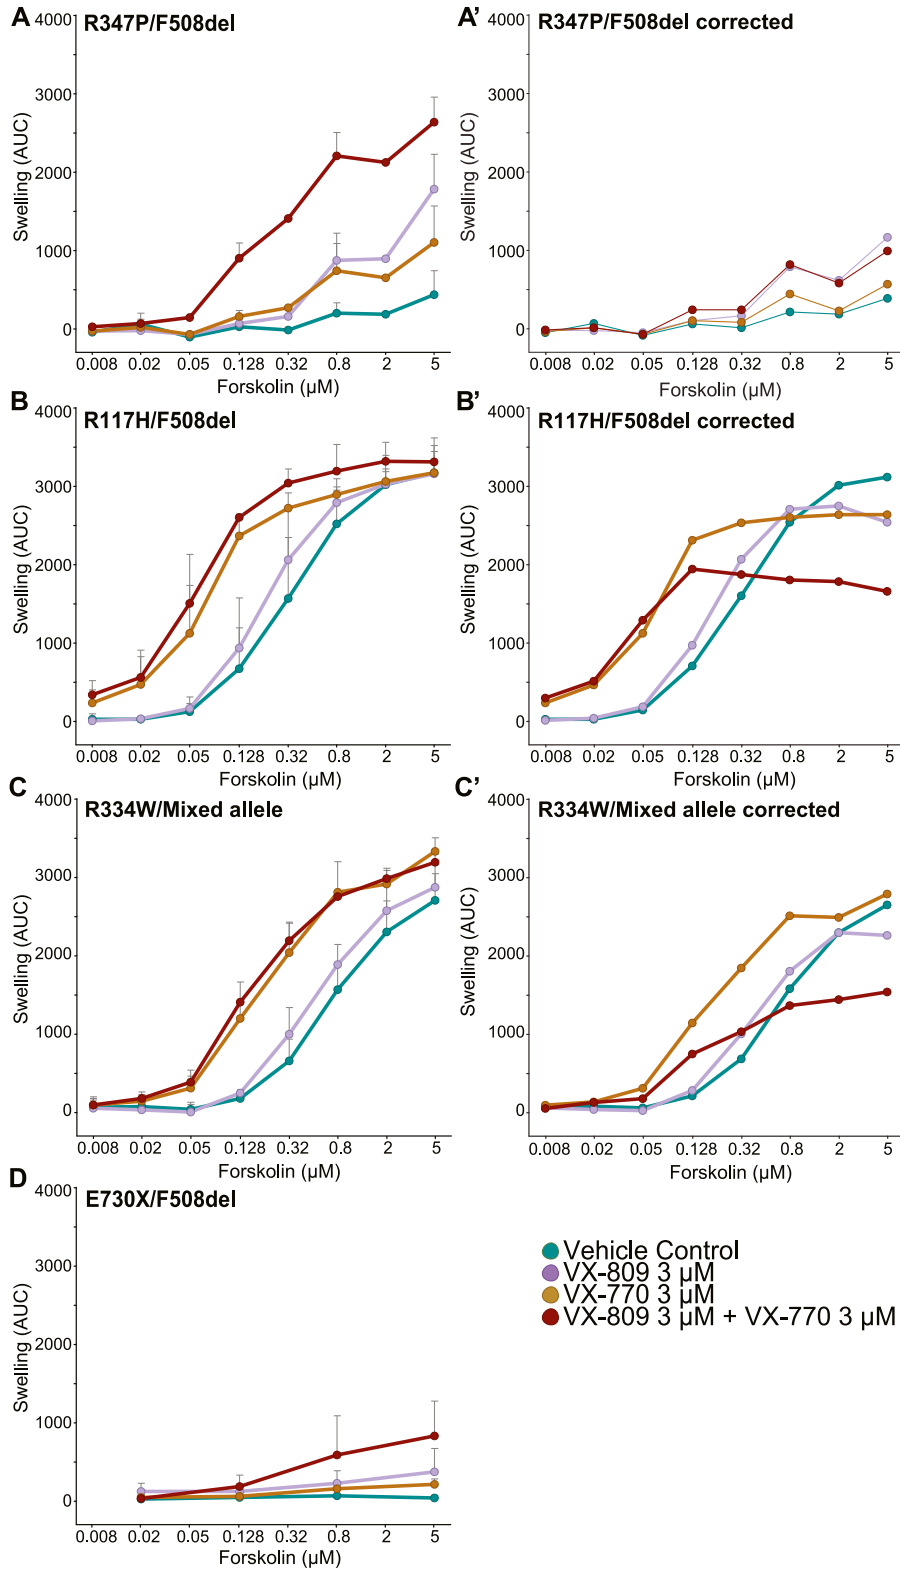 A
R347P/F508del
4000
3000
2000
1000
0
Swelling (AUC)
0.008 0.02 0.05 0.128 0.32 0.8 2 5
Forskolin (µM)
A’
R347P/F508del corrected
4000
3000
2000
1000
0
Swelling (AUC)
0.008 0.02 0.05 0.128 0.32 0.8 2 5
Forskolin (µM)
B
R117H/F508del
4000
3000
2000
1000
0
Swelling (AUC)
0.008 0.02 0.05 0.128 0.32 0.8 2 5
Forskolin (µM)
B’
R117H/F508del corrected
4000
3000
2000
1000
0
Swelling (AUC)
0.008 0.02 0.05 0.128 0.32 0.8 2 5
Forskolin (µM)
C
R334W/Mixed allele
4000
3000
2000
1000
0
Swelling (AUC)
0.008 0.02 0.05 0.128 0.32 0.8 2 5
Forskolin (µM)
C’
R334W/Mixed allele corrected
4000
3000
2000
1000
0
Swelling (AUC)
0.008 0.02 0.05 0.128 0.32 0.8 2 5
Forskolin (µM)
D
E730X/F508del
4000
3000
2000
1000
0
Swelling (AUC)
0.008 0.02 0.05 0.128 0.32 0.8 2 5
Forskolin (µM)
Vehicle Control
VX-809 3 µM
VX-770 3 µM
VX-809 3 µM + VX-770 3 µM